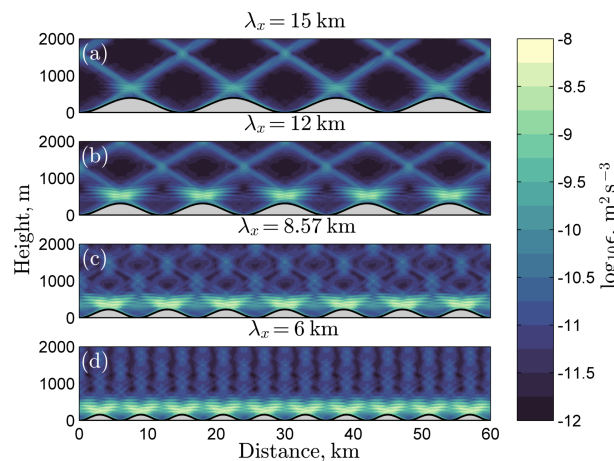 λx = 15 km
(a)
2000
1000
0
λx = 12 km
(b)
2000
1000
0
λx = 8.57 km
(c)
2000
1000
0
λx = 6 km
(d)
2000
1000
0
0 10 20 30 40 50 60
Distance, km
Height, m
-8
-8.5
-9
-9.5
-10
-10.5
-11
-11.5
-12
log10ϵ, m² s⁻³